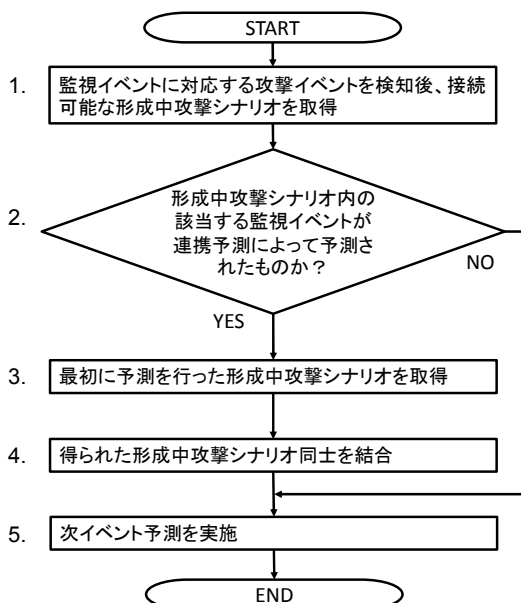 START
1.
監視イベントに対応する攻撃イベントを検知後、接続
可能な形成中攻撃シナリオを取得
2.
形成中攻撃シナリオ内の
該当する監視イベントが
連携予測によって予測さ
れたものか?
NO
YES
3.
最初に予測を行った形成中攻撃シナリオを取得
4.
得られた形成中攻撃シナリオ同士を結合
5.
次イベント予測を実施
END